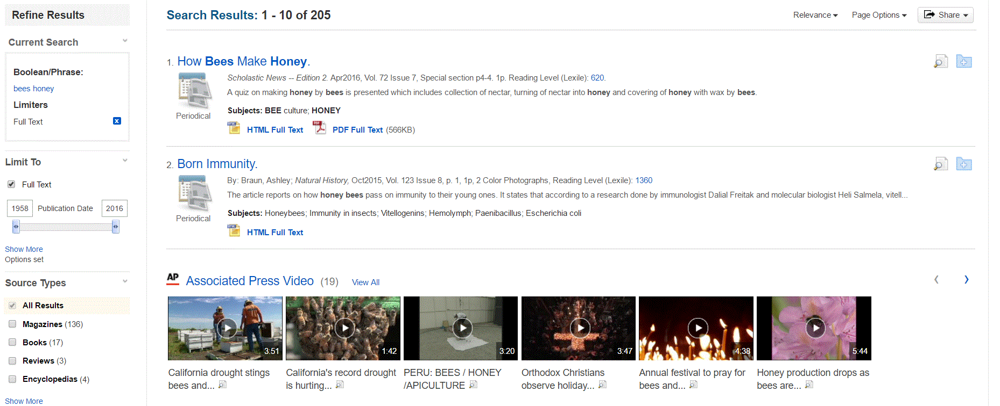 Refine Results
Current Search
Boolean/Phrase:
bees honey
Limiters
Full Text
Limit To
Full Text
1958 Publication Date 2016
Show More
Options set
Source Types
All Results
Magazines (136)
Books (17)
Reviews (3)
Encyclopedias (4)
Show More
Search Results: 1 - 10 of 205
Relevance Page Options Share
1. How Bees Make Honey.
Scholastic News -- Edition 2. Apr2016, Vol. 72 Issue 7, Special section p4-4. 1p. Reading Level (Lexile): 620.
A quiz on making honey by bees is presented which includes collection of nectar, turning of nectar into honey and covering of honey with wax by bees.
Periodical
Subjects: BEE culture; HONEY
HTML Full Text PDF Full Text (566KB)
2. Born Immunity.
By: Braun, Ashley; Natural History, Oct2015, Vol. 123 Issue 8, p. 1, 1p, 2 Color Photographs, Reading Level (Lexile): 1360
The article reports on how honey bees pass on immunity to their young ones. It states that according to a research done by immunologist Dalial Freitak and molecular biologist Heli Salmela, vitell...
Periodical
Subjects: Honeybees; Immunity in insects; Vitellogenins; Hemolymph; Paenibacillus; Escherichia coli
HTML Full Text
AP Associated Press Video (19) View All
3:51 1:42 3:20 3:47 4:38 5:44
California drought stings
bees and...
California's record drought
is hurting...
PERU: BEES / HONEY
/APICULTURE
Orthodox Christians
observe holiday...
Annual festival to pray for
bees and...
Honey production drops as
bees are...